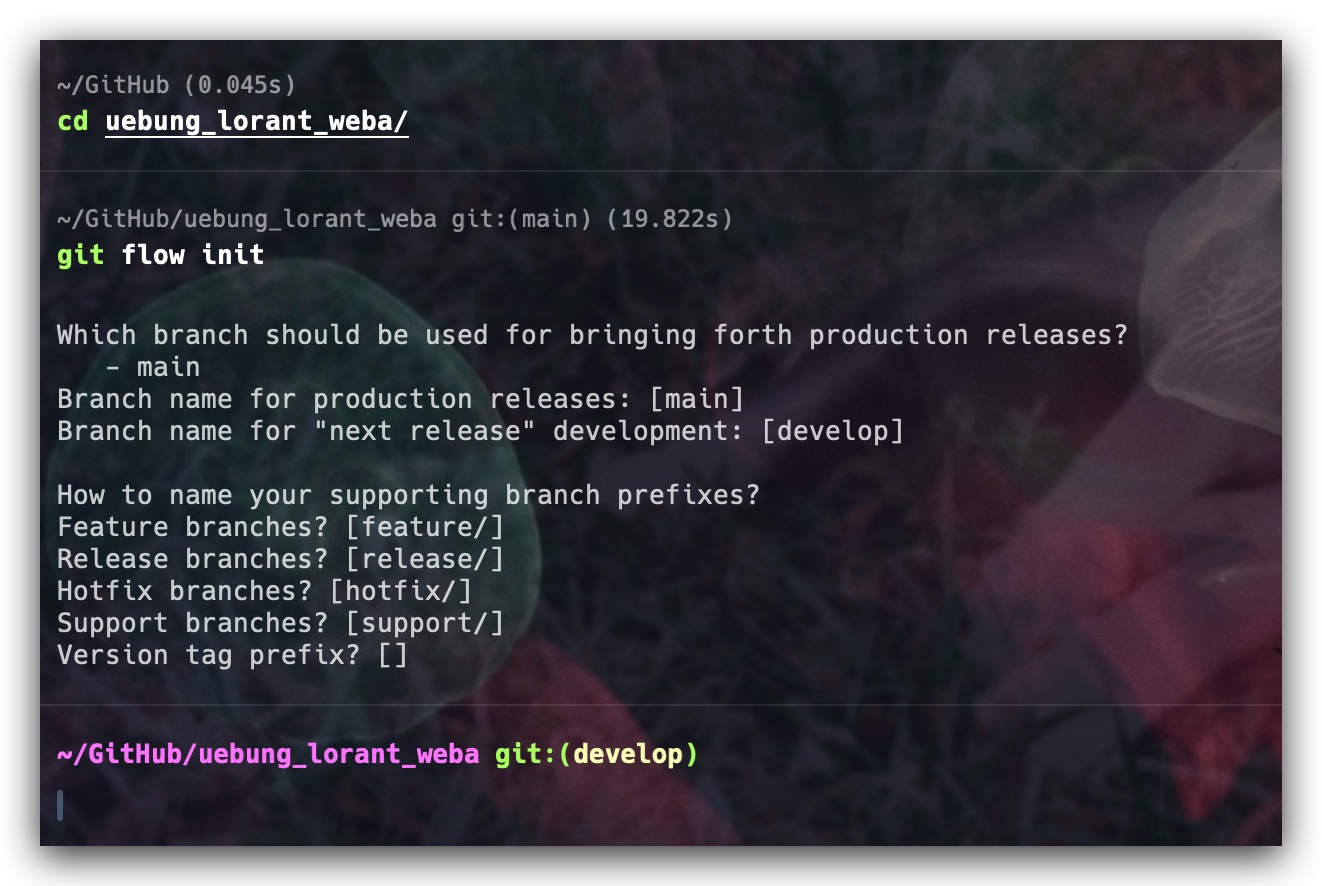 ~/GitHub (0.045s)
cd uebung_lorant_weba/
~/GitHub/uebung_lorant_weba git:(main) (19.822s)
git flow init
Which branch should be used for bringing forth production releases?
- main
Branch name for production releases: [main]
Branch name for "next release" development: [develop]
How to name your supporting branch prefixes?
Feature branches? [feature/]
Release branches? [release/]
Hotfix branches? [hotfix/]
Support branches? [support/]
Version tag prefix? []
~/GitHub/uebung_lorant_weba git:(develop)